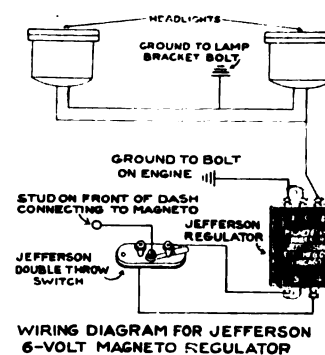 HEADLIGHTS
GROUND TO LAMP
BRACKET BOLT
GROUND TO BOLT
ON ENGINE
STUD ON FRONT OF DASH
CONNECTING TO MAGNETO
JEFFERSON
REGULATOR
JEFFERSON
DOUBLE THROW
SWITCH
WIRING DIAGRAM FOR JEFFERSON
6-VOLT MAGNETO REGULATOR